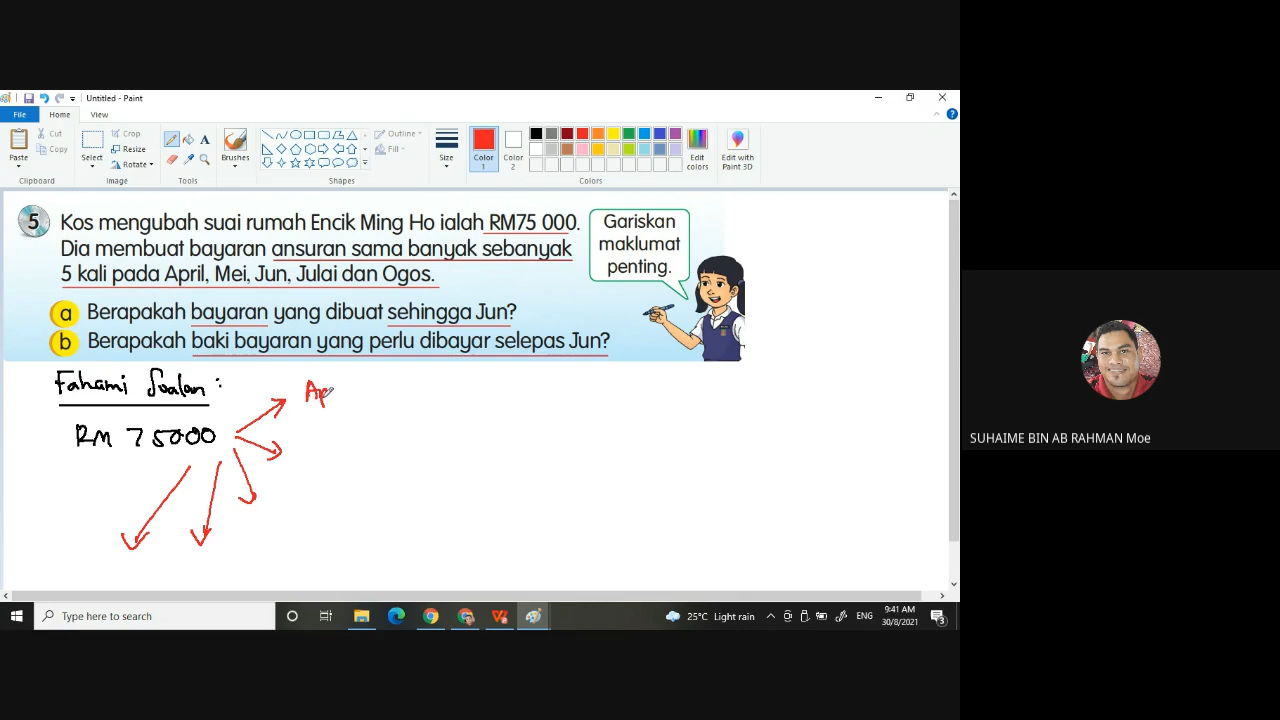 Untitled - Paint
File Home View
Paste
Cut
Copy
Clipboard
Select
Crop
Resize
Rotate
Image
Tools
Brushes
Shapes
Outline
Fill
Size
Color 1
Color 2
Edit colors
Edit with Paint 3D
Colors
5 Kos mengubah suai rumah Encik Ming Ho ialah RM75 000.
Dia membuat bayaran ansuran sama banyak sebanyak
5 kali pada April, Mei, Jun, Julai dan Ogos.
a Berapakah bayaran yang dibuat sehingga Jun?
b Berapakah baki bayaran yang perlu dibayar selepas Jun?
Gariskan
maklumat
penting.
Fahami Soalan :
RM 75000
Ap
SUHAIME BIN AB RAHMAN Moe
Type here to search
25°C Light rain
ENG
9:41 AM
30/8/2021
3